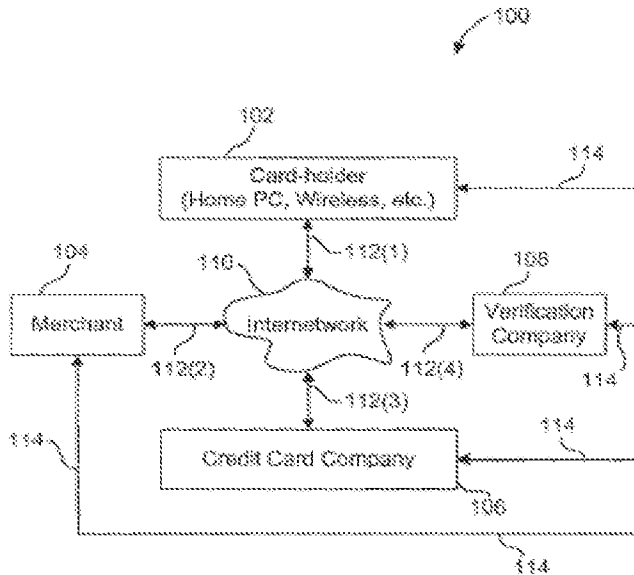 100
102
Card-holder
(Home PC, Wireless, etc.)
114
104
110
112(1)
108
Merchant
Internetwork
Verification
Company
112(2)
112(4)
114
112(3)
114
114
Credit Card Company
106
114